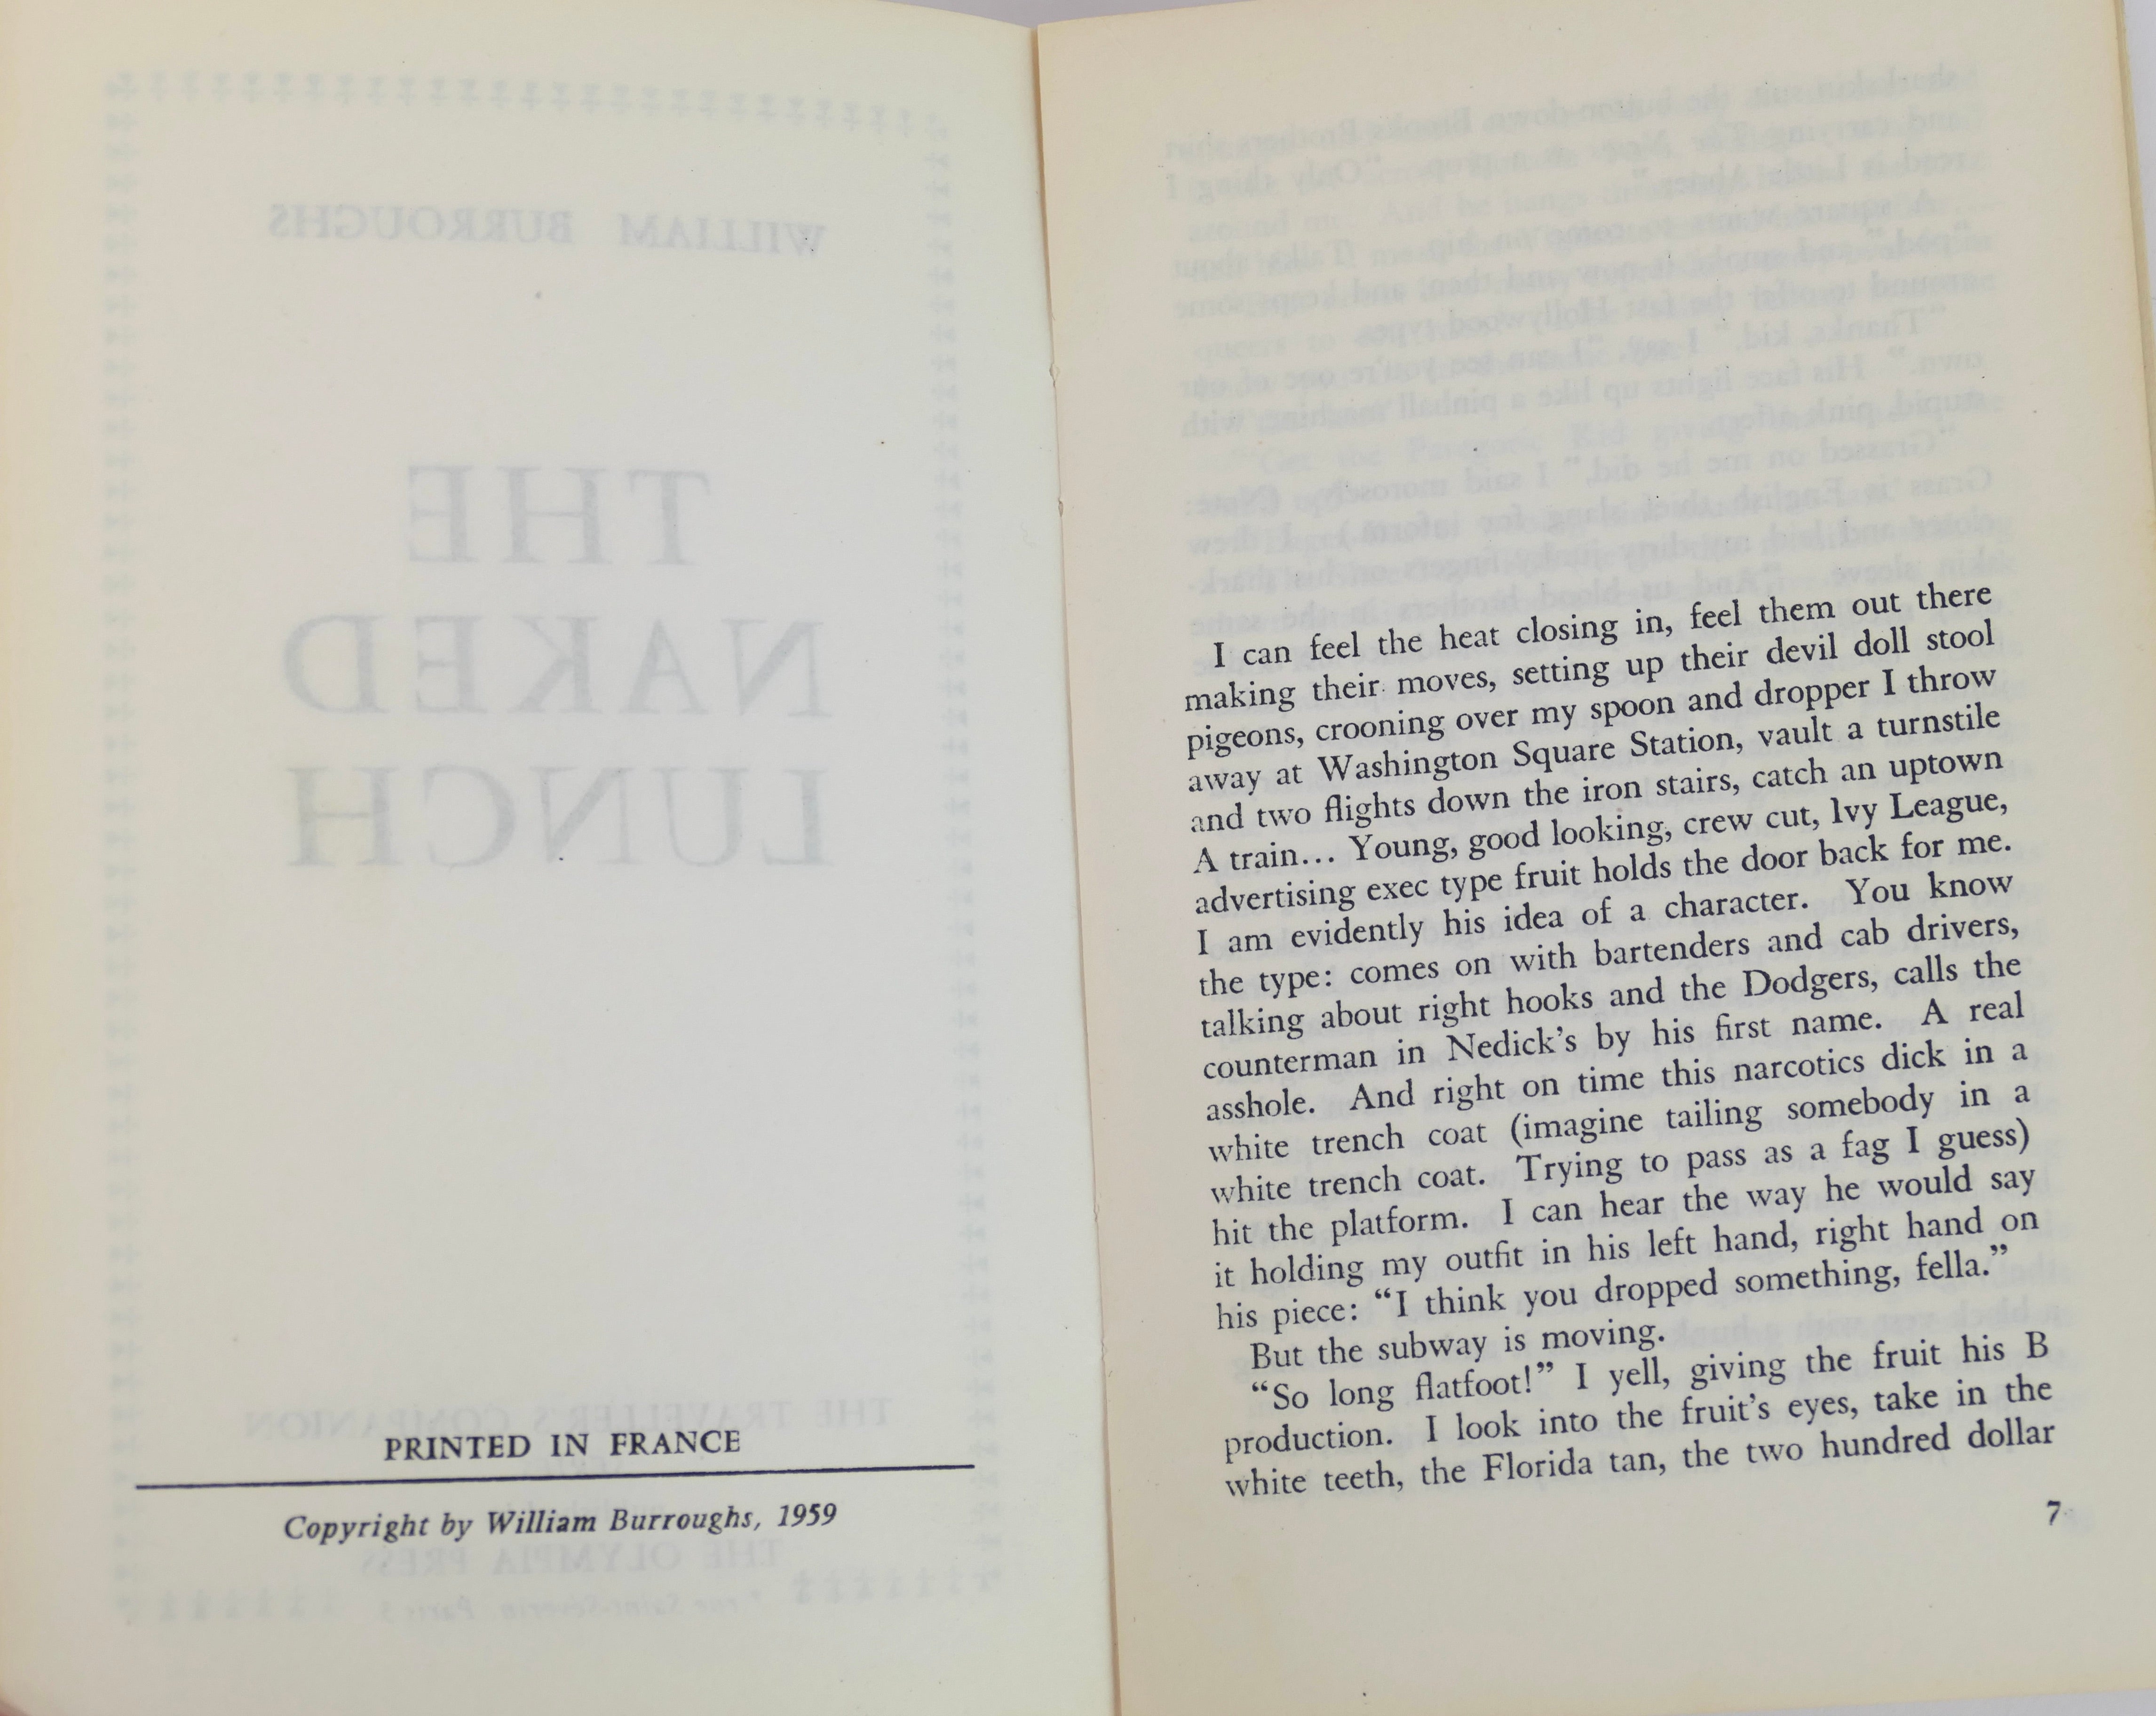 PRINTED IN FRANCE
Copyright by William Burroughs, 1959
I can feel the heat closing in, feel them out there
making their moves, setting up their devil doll stool
pigeons, crooning over my spoon and dropper I throw
away at Washington Square Station, vault a turnstile
and two flights down the iron stairs, catch an uptown
A train... Young, good looking, crew cut, Ivy League,
advertising exec type fruit holds the door back for me.
I am evidently his idea of a character. You know
the type: comes on with bartenders and cab drivers,
talking about right hooks and the Dodgers, calls the
counterman in Nedick's by his first name. A real
asshole. And right on time this narcotics dick in a
white trench coat (imagine tailing somebody in a
white trench coat. Trying to pass as a fag I guess)
hit the platform. I can hear the way he would say
it holding my outfit in his left hand, right hand on
his piece: “I think you dropped something, fella.”
But the subway is moving.
“So long flatfoot!” I yell, giving the fruit his B
production. I look into the fruit's eyes, take in the
white teeth, the Florida tan, the two hundred dollar
7